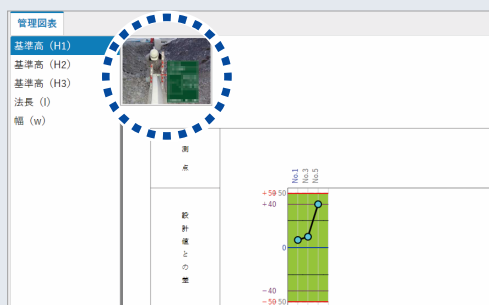 管理図表
基準高（H1）
基準高（H2）
基準高（H3）
法長（l）
幅（w）
測点
No.1
No.3
No.5
設計値との差
+50 50
+40
0
-40
-50 50